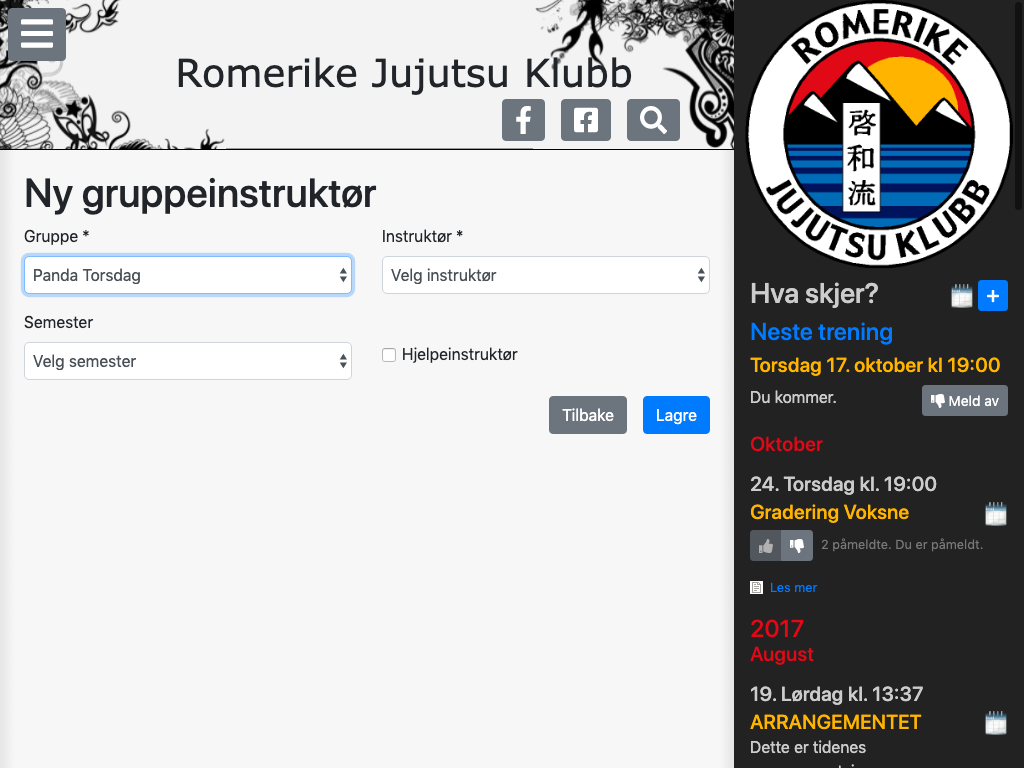 Romerike Jujutsu Klubb
Ny gruppeinstruktør
Gruppe *
Instruktør *
Panda Torsdag
Velg instruktør
Semester
Velg semester
Hjelpeinstruktør
Tilbake
Lagre
ROMERIKE
啓和流
JUJUTSU KLUBB
Hva skjer?
Neste trening
Torsdag 17. oktober kl 19:00
Du kommer.
Meld av
Oktober
24. Torsdag kl. 19:00
Gradering Voksne
2 påmeldte. Du er påmeldt.
Les mer
2017
August
19. Lørdag kl. 13:37
ARRANGEMENTET
Dette er tidenes